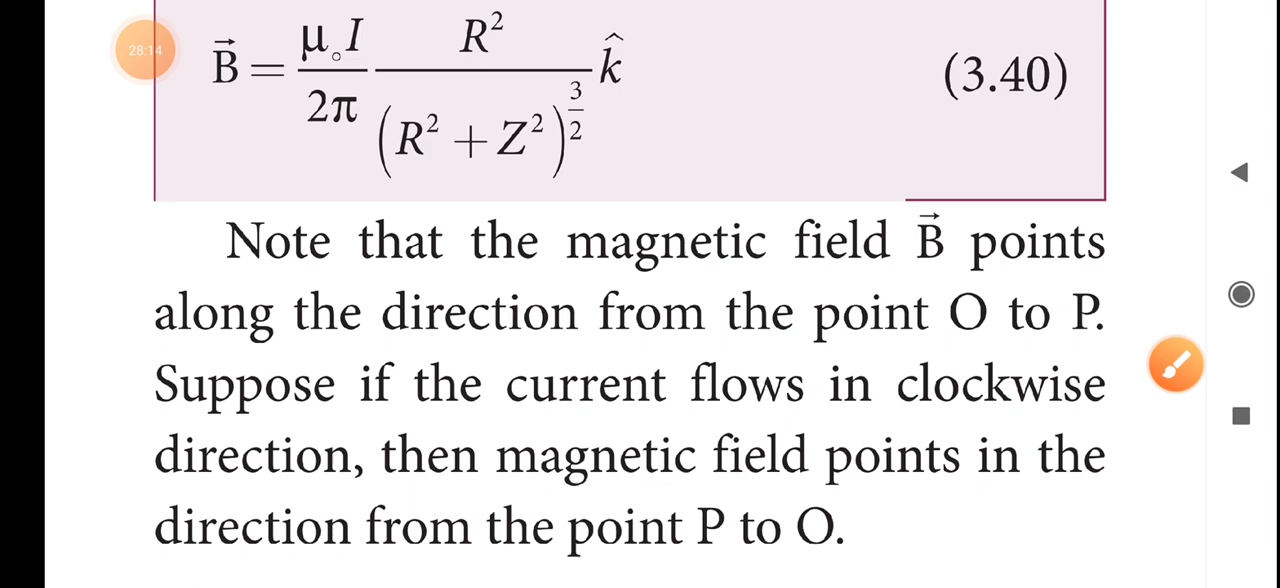 28:14
B⃗ = μ∘I/2π R²/(R² + Z²)^(3/2) k̂ (3.40)
Note that the magnetic field B⃗ points
along the direction from the point O to P.
Suppose if the current flows in clockwise
direction, then magnetic field points in the
direction from the point P to O.